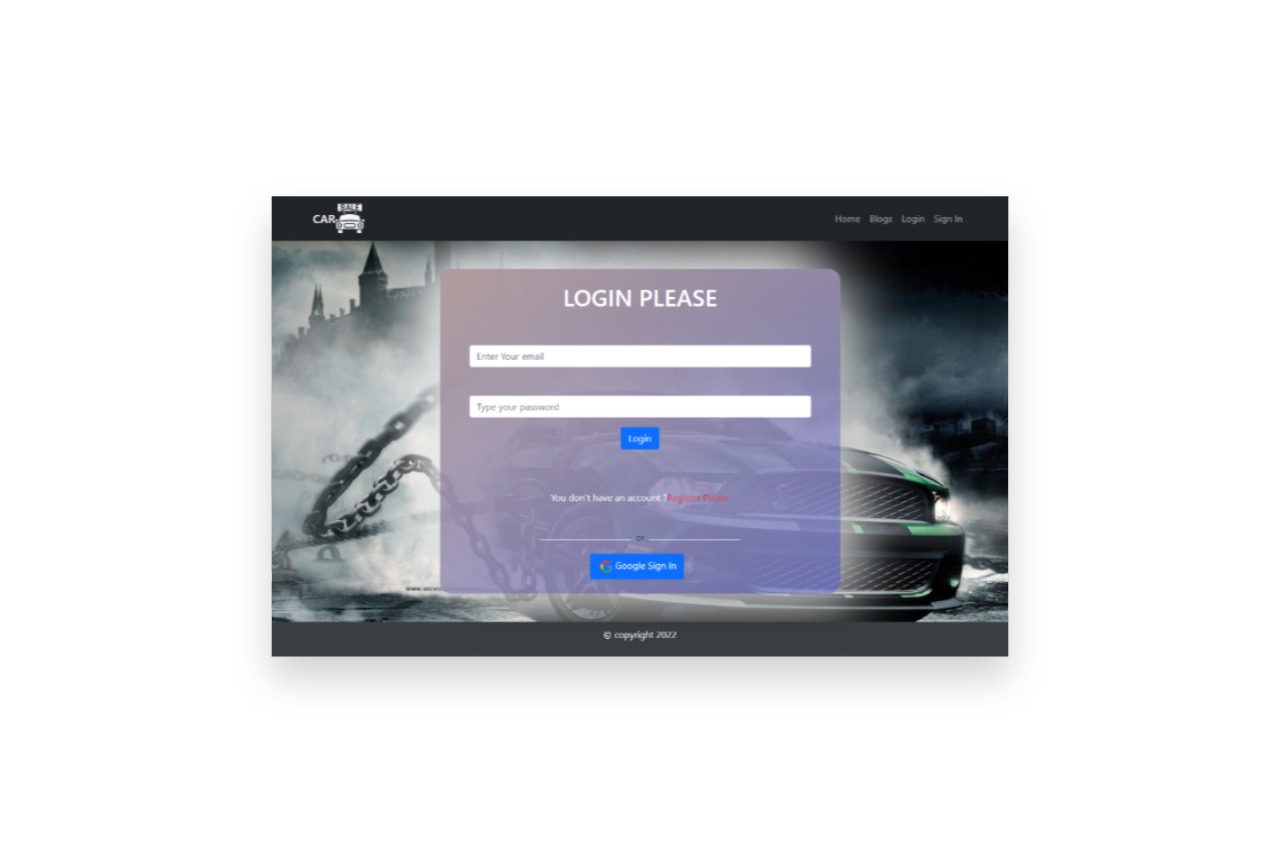 CAR SALE
Home Blogs Login Sign In
LOGIN PLEASE
Enter Your email
Type your password
Login
You don't have an account ?Register Please
or
Google Sign In
© copyright 2022